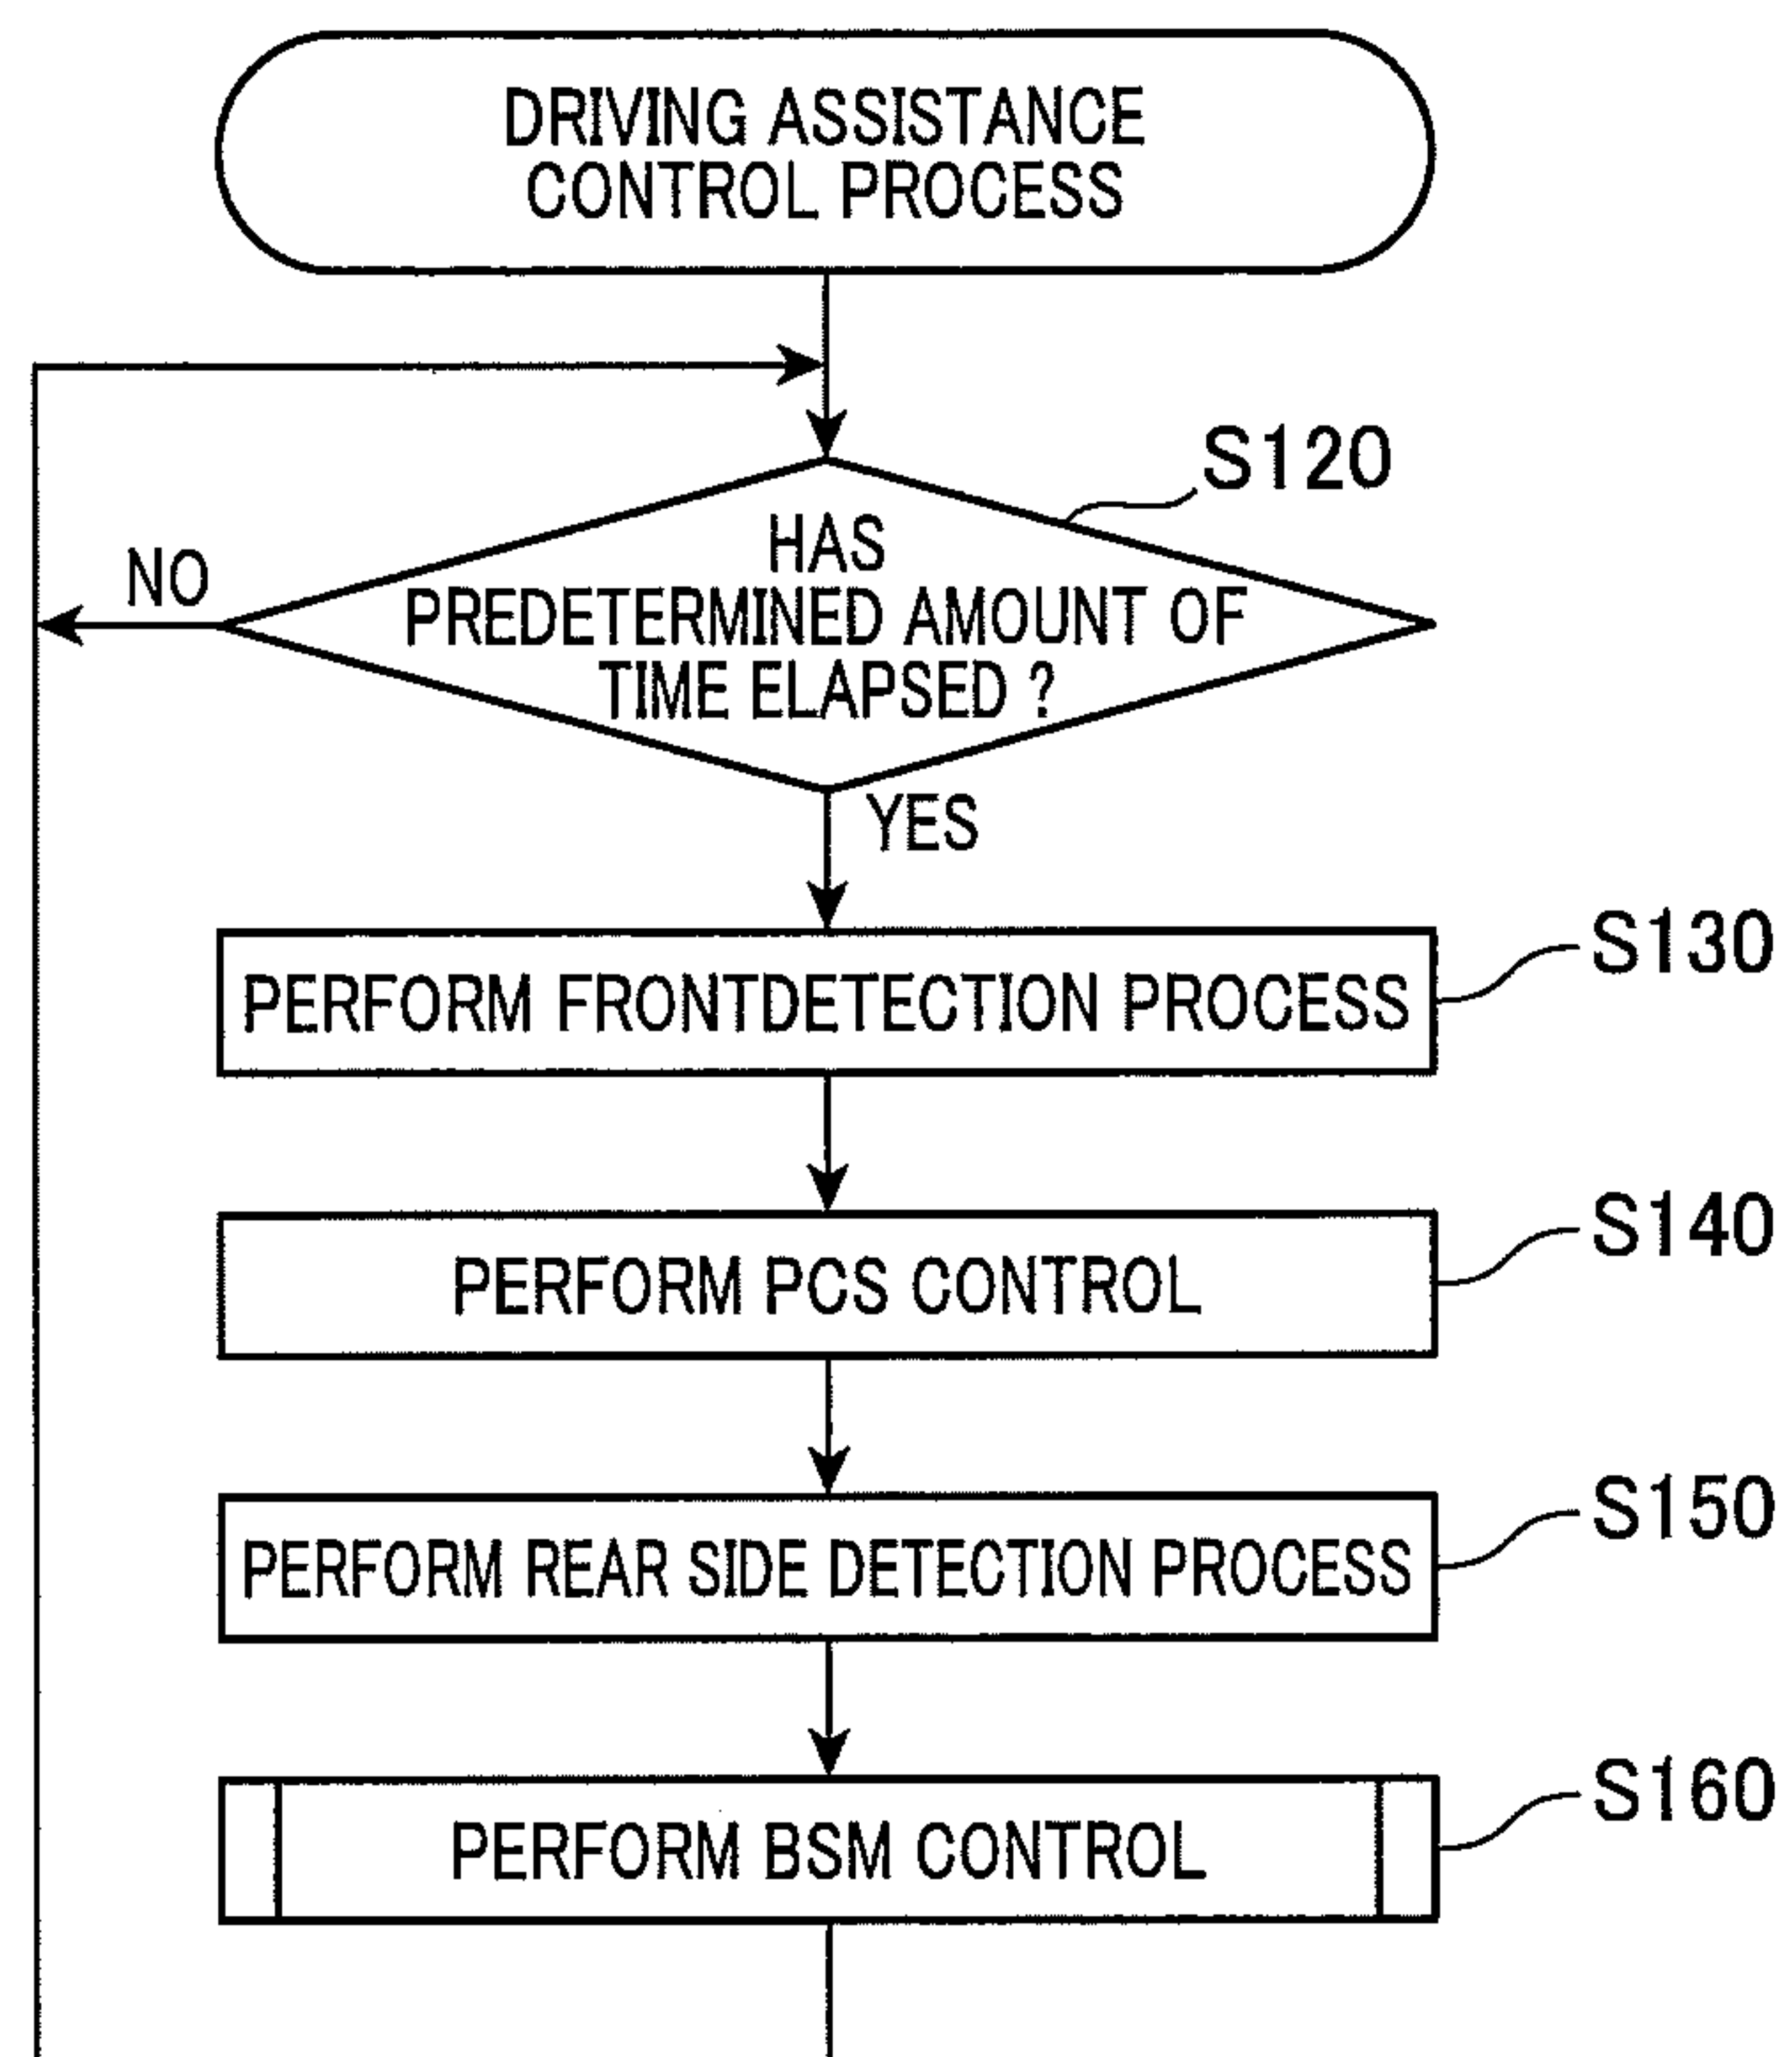 DRIVING ASSISTANCE
CONTROL PROCESS
S120
HAS
PREDETERMINED AMOUNT OF
TIME ELAPSED ?
NO
YES
S130
PERFORM FRONTDETECTION PROCESS
S140
PERFORM PCS CONTROL
S150
PERFORM REAR SIDE DETECTION PROCESS
S160
PERFORM BSM CONTROL